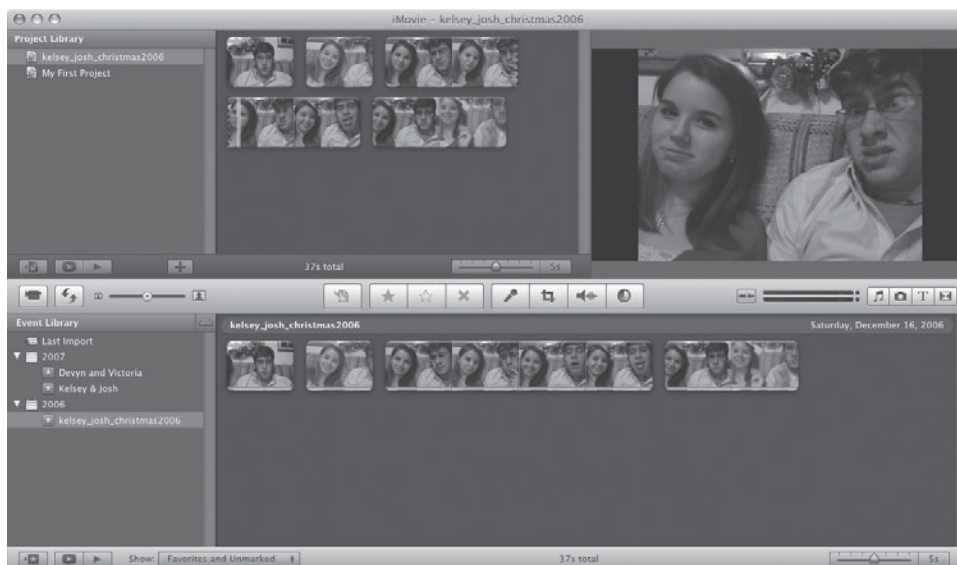 iMovie – kelsey_josh_christmas2006
Project Library
kelsey_josh_christmas2006
My First Project
37s total
5s
T
Event Library
Last Import
2007
Devyn and Victoria
Kelsey & Josh
2006
kelsey_josh_christmas2006
kelsey_josh_christmas2006
Saturday, December 16, 2006
Show: Favorites and Unmarked
37s total
5s